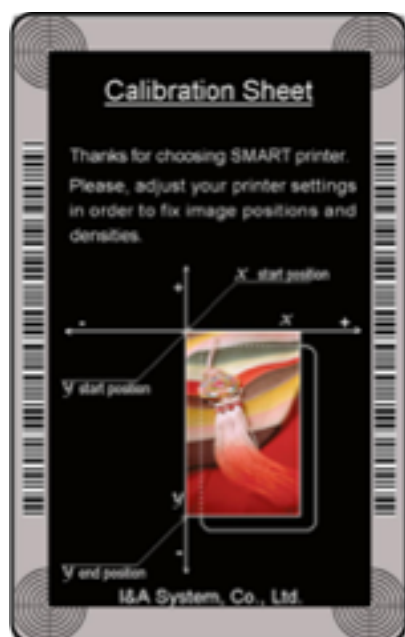 Calibration Sheet
Thanks for choosing SMART printer.
Please, adjust your printer settings
in order to fix image positions and
densities.
x start position
+
- x +
y start position
y
-
y end position
I&A System, Co., Ltd.